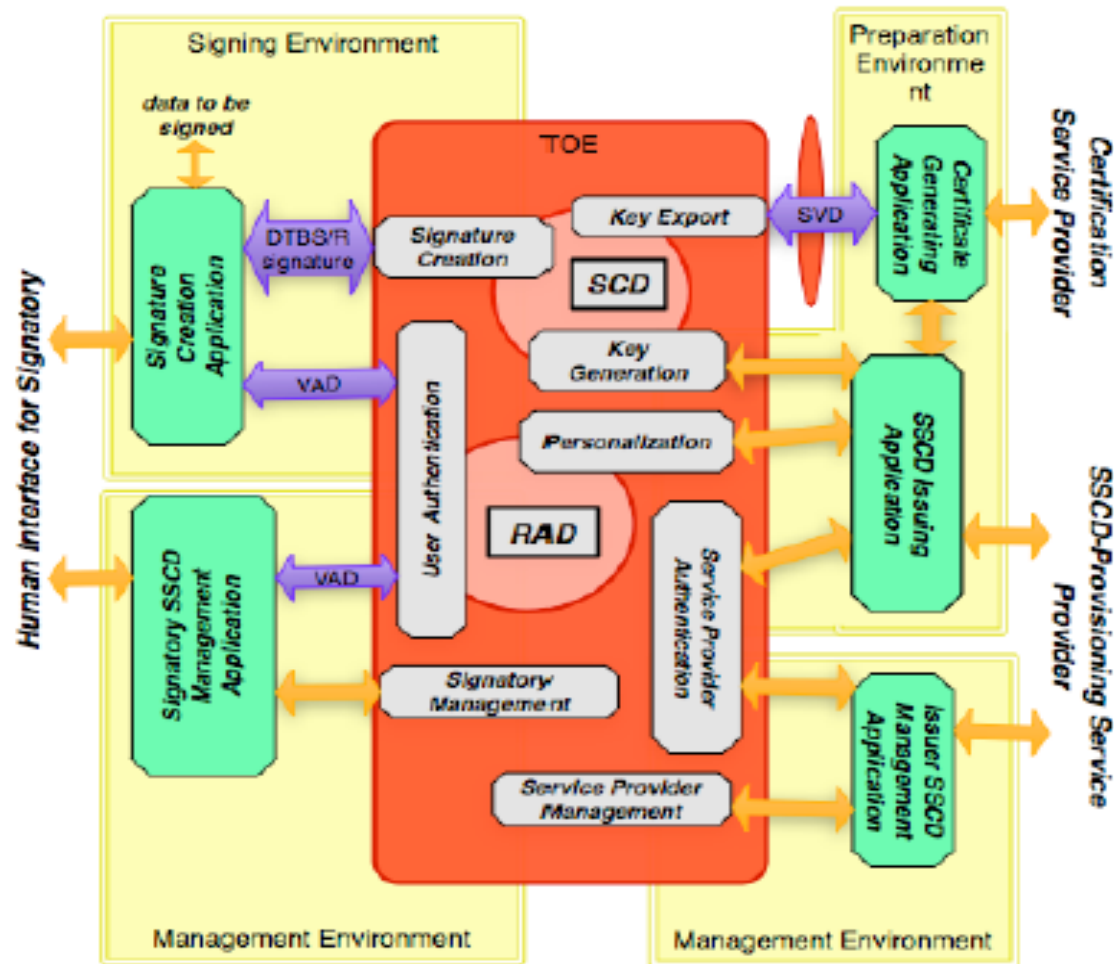 Signing Environment
data to be
signed
Preparation
Environme
nt
TOE
Certification
Service Provider
Certificate
Generating
Application
Key Export
SVD
DTBS/R
signature
Signature
Creation
SCD
Signature
Creation
Application
Human Interface for Signatory
Key
Generation
VAD
Personalization
SSCD Issuing
Application
User Authentication
RAD
Service Provider
Authentication
SSCD-Provisioning Service
Provider
Signatory SSCD
Management
Application
VAD
Signatory
Management
Issuer SSCD
Management
Application
Service Provider
Management
Management Environment
Management Environment